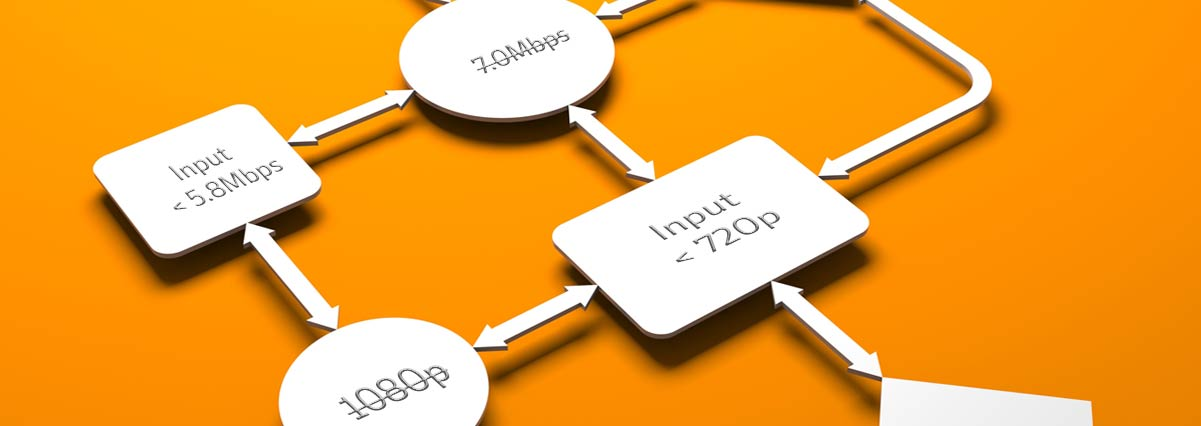 7.0Mbps
Input
< 5.8Mbps
Input
< 720p
1080p